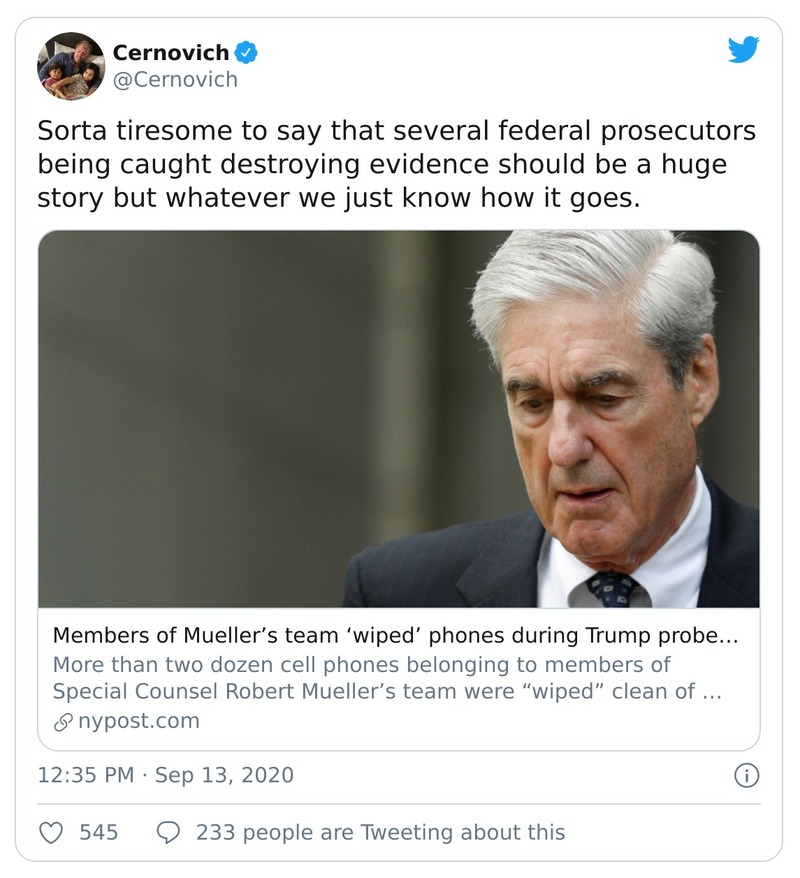 Cernovich
@Cernovich
Sorta tiresome to say that several federal prosecutors
being caught destroying evidence should be a huge
story but whatever we just know how it goes.
Members of Mueller’s team ‘wiped’ phones during Trump probe...
More than two dozen cell phones belonging to members of
Special Counsel Robert Mueller’s team were “wiped” clean of ...
nypost.com
12:35 PM · Sep 13, 2020
545 233 people are Tweeting about this